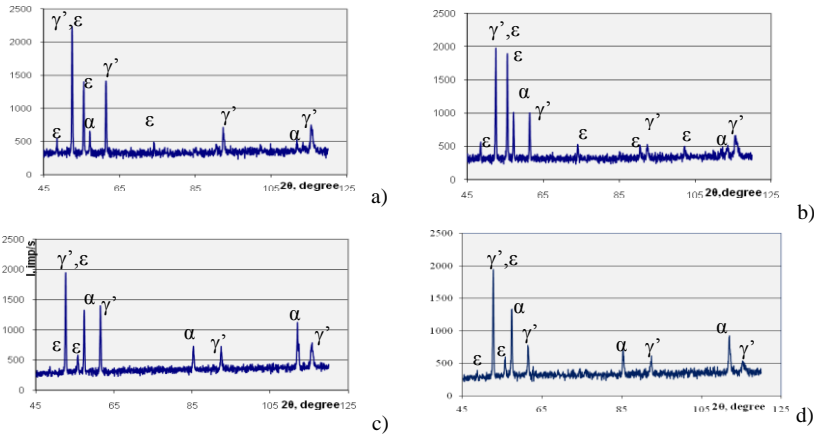 2500
2000
1500
1000
500
0
γ’,ε
ε
γ’
α
ε
ε
γ’
α
γ’
45 65 85 105 125
2θ, degree
a)
2500
2000
1500
1000
500
0
γ’,ε
ε
α
γ’
ε
ε
ε
γ’
ε
α
γ’
45 65 85 105 125
2θ, degree
b)
I, imp/s
2500
2000
1500
1000
500
0
γ’,ε
α
γ’
ε
ε
α
γ’
α
γ’
45 65 85 105 125
2θ, degree
c)
2500
2000
1500
1000
500
0
γ’,ε
α
γ’
ε
ε
α
γ’
α
γ’
45 65 85 105 125
2θ, degree
d)